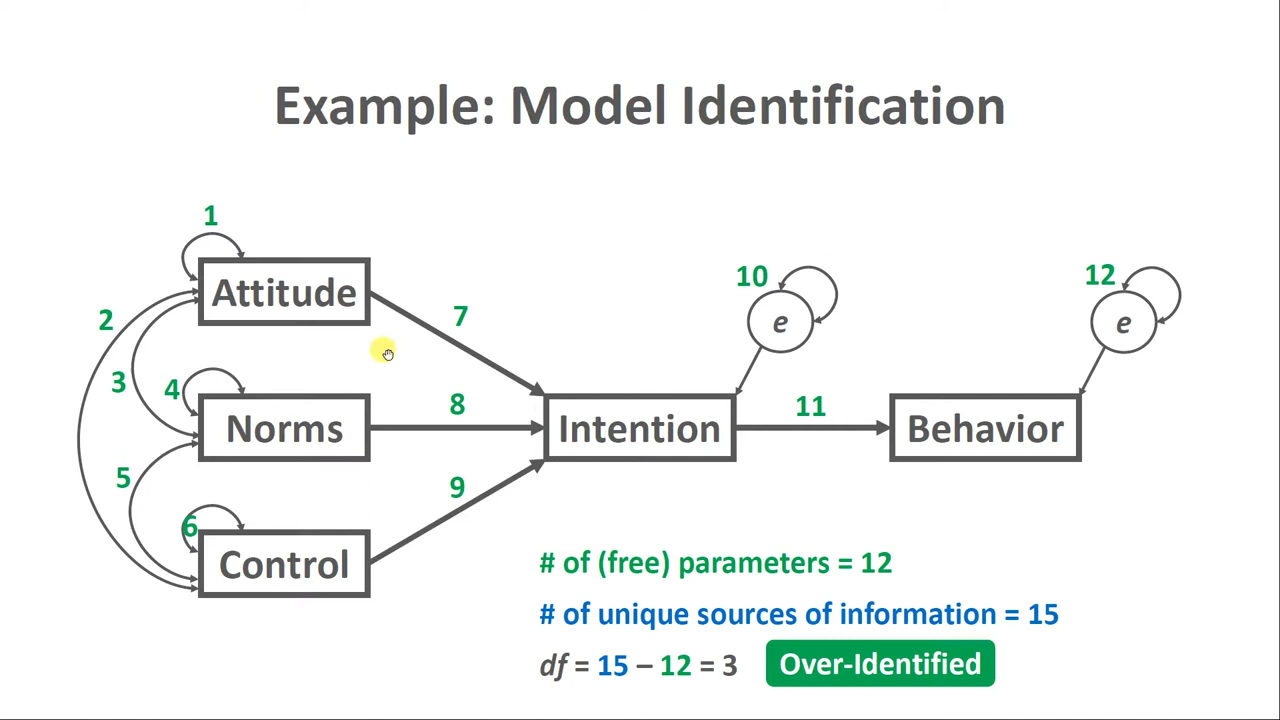 Example: Model Identification
1
Attitude
2
3
4
Norms
5
6
Control
7
8
9
10
e
Intention
11
12
e
Behavior
# of (free) parameters = 12
# of unique sources of information = 15
df = 15 – 12 = 3
Over-Identified